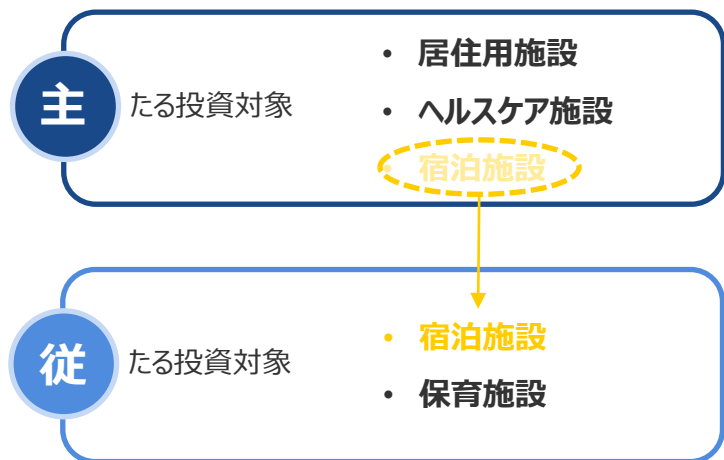 主
たる投資対象
• 居住用施設
• ヘルスケア施設
• 宿泊施設
従
たる投資対象
• 宿泊施設
• 保育施設